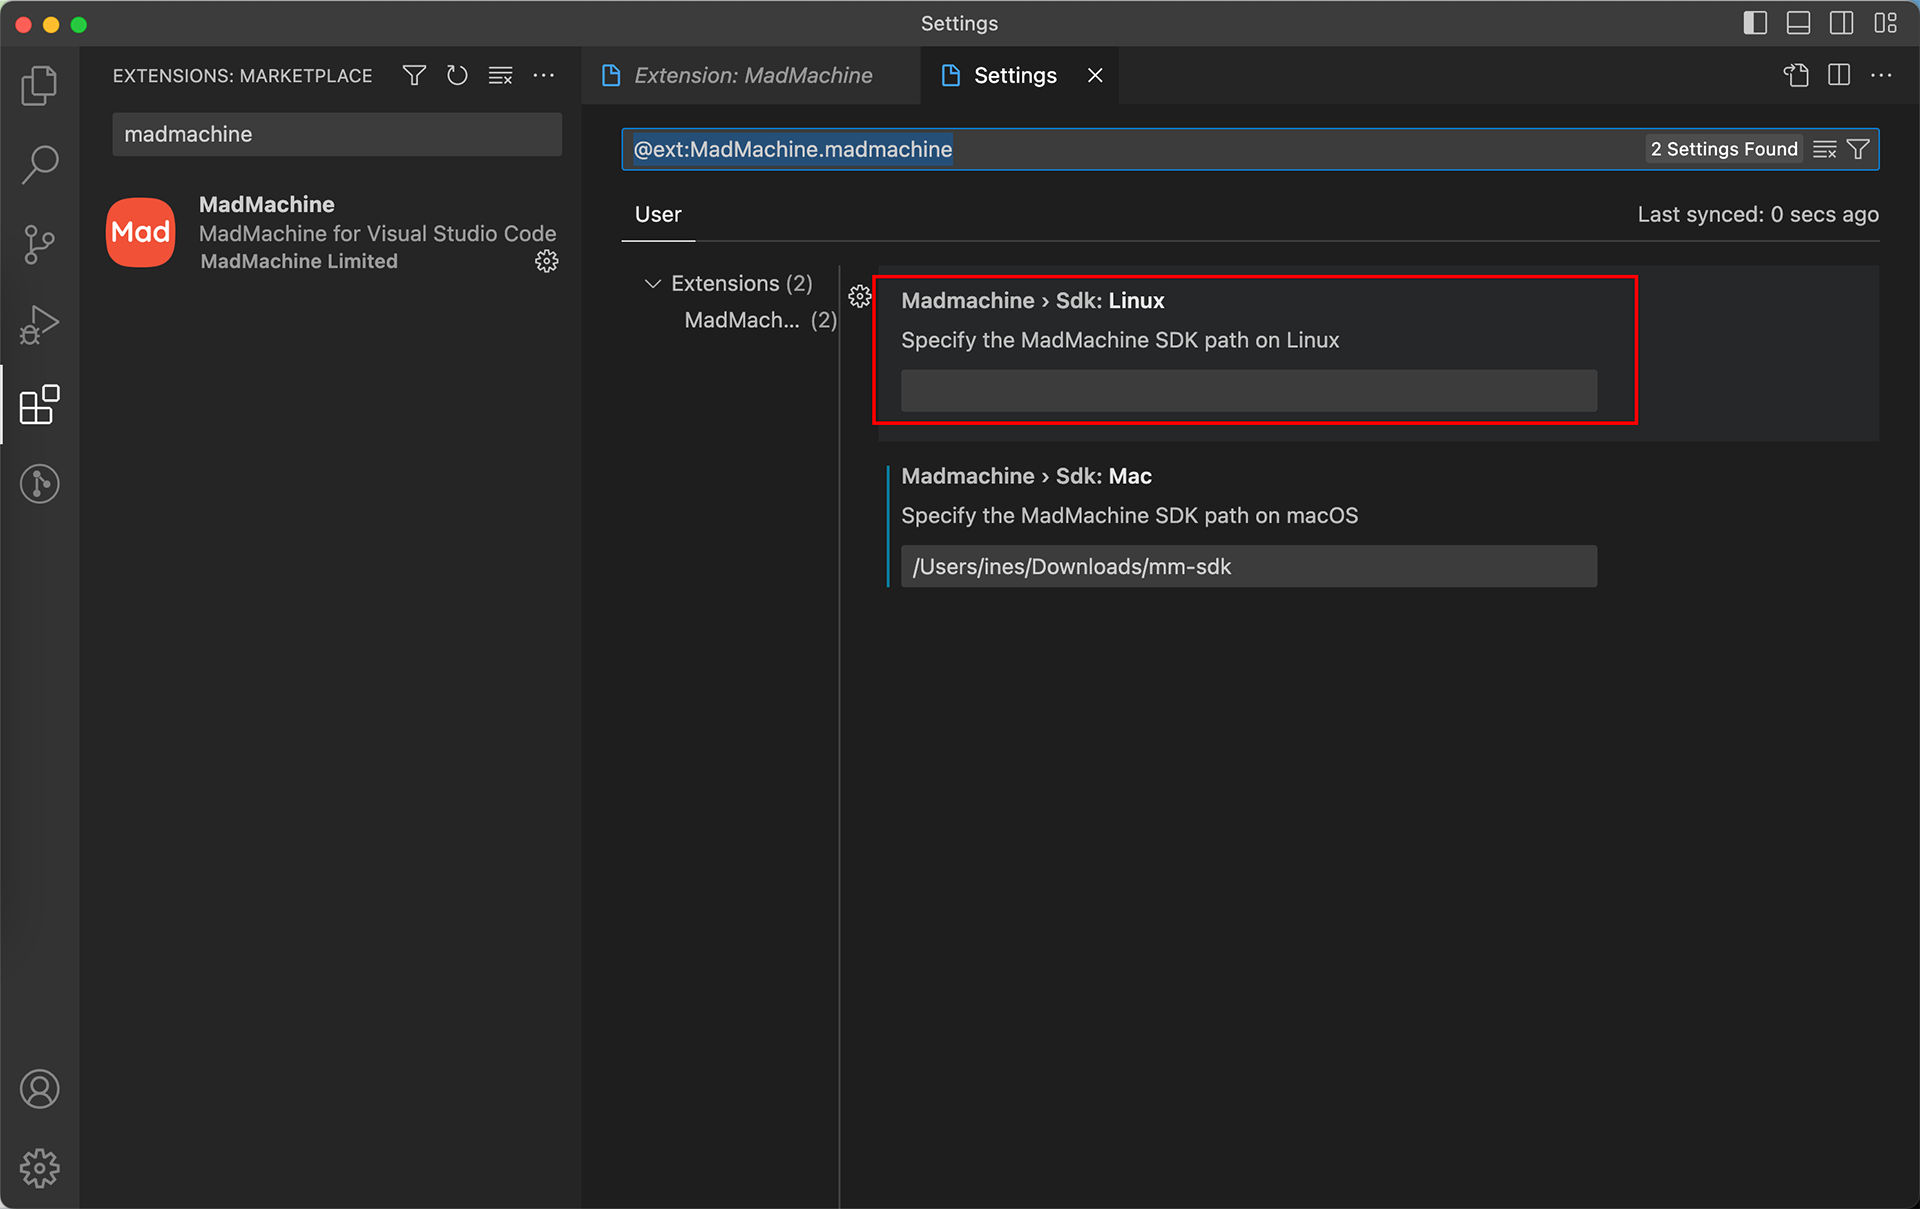 Settings
EXTENSIONS: MARKETPLACE
Extension: MadMachine
Settings
madmachine
@ext:MadMachine.madmachine
2 Settings Found
Mad
MadMachine
MadMachine for Visual Studio Code
MadMachine Limited
User
Last synced: 0 secs ago
Extensions (2)
MadMach... (2)
Madmachine › Sdk: Linux
Specify the MadMachine SDK path on Linux
Madmachine › Sdk: Mac
Specify the MadMachine SDK path on macOS
/Users/ines/Downloads/mm-sdk